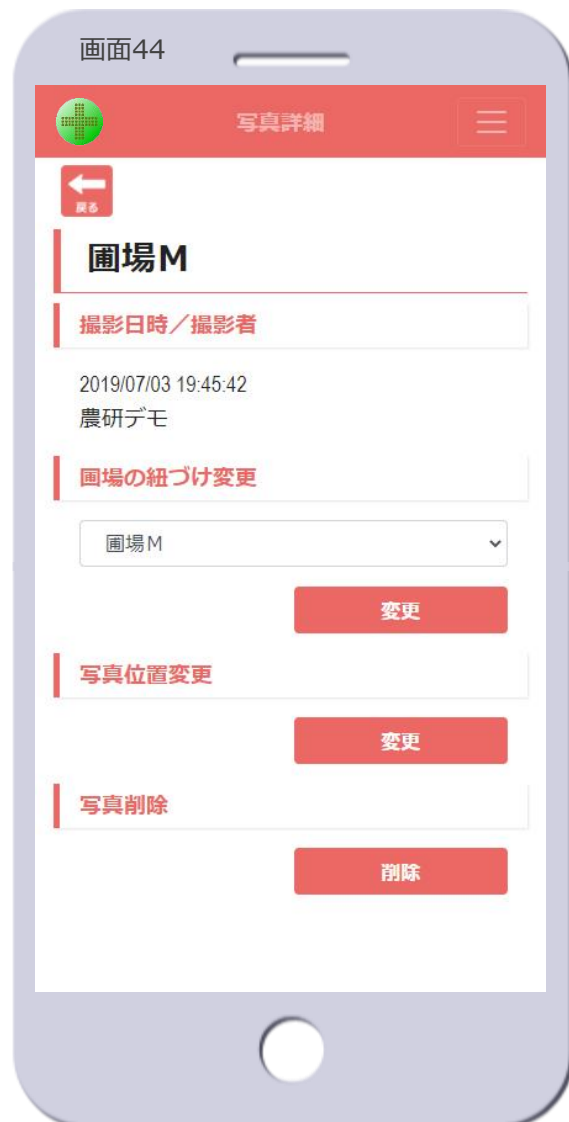 画面44
写真詳細
戻る
圃場M
撮影日時／撮影者
2019/07/03 19:45:42
農研デモ
圃場の紐づけ変更
圃場M
変更
写真位置変更
変更
写真削除
削除